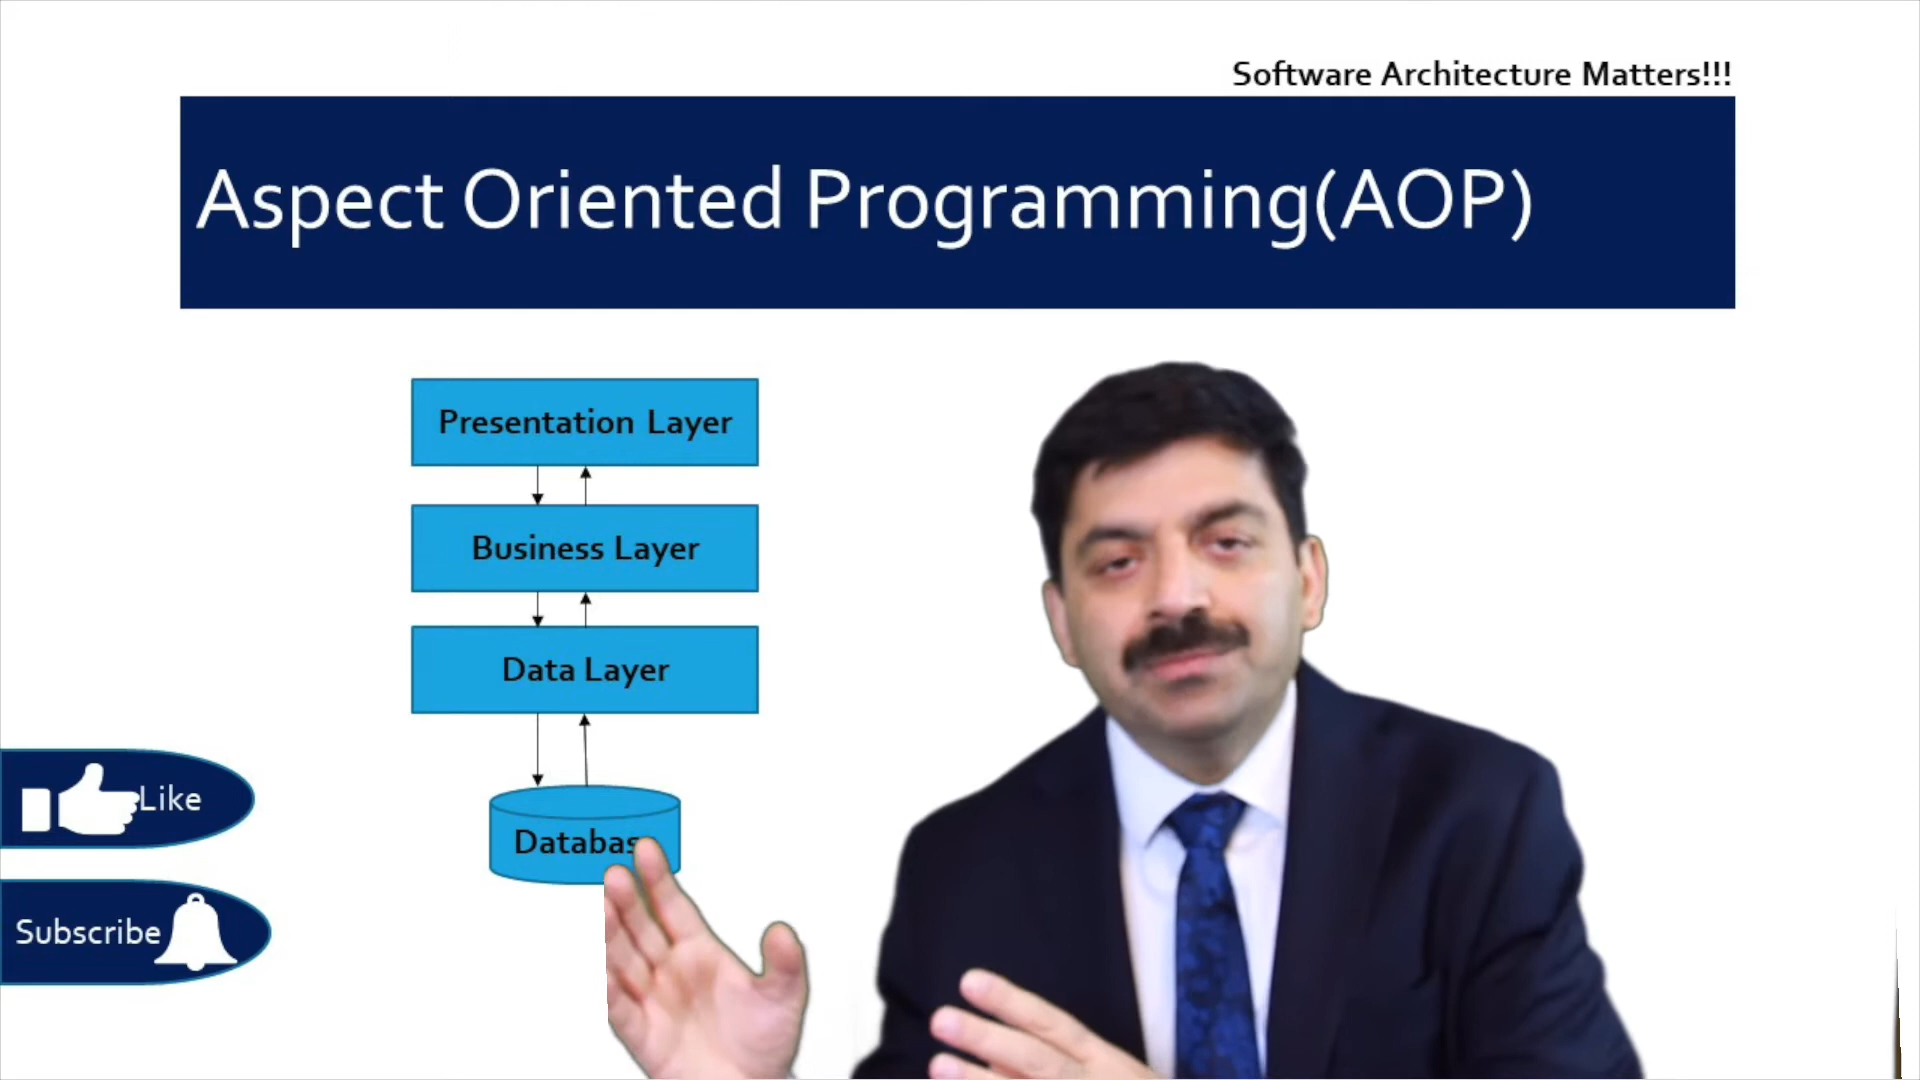 Software Architecture Matters!!!
Aspect Oriented Programming(AOP)
Presentation Layer
Business Layer
Data Layer
Like
Subscribe